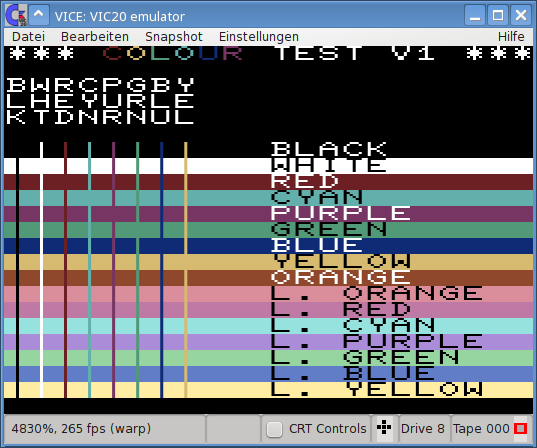 VICE: VIC20 emulator
Datei Bearbeiten Snapshot Einstellungen Hilfe
*** COLOUR TEST V1 ***
BWRCPGBY
LHEYURLE
KTDNRNUL
BLACK
WHITE
RED
CYAN
PURPLE
GREEN
BLUE
YELLOW
ORANGE
L. ORANGE
L. RED
L. CYAN
L. PURPLE
L. GREEN
L. BLUE
L. YELLOW
4830%, 265 fps (warp) CRT Controls Drive 8 Tape 000